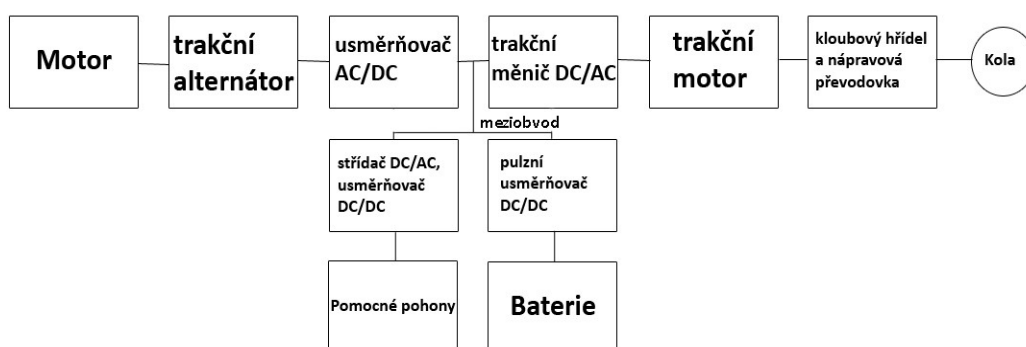 Motor
trakční
alternátor
usměrňovač
AC/DC
trakční
měnič DC/AC
trakční
motor
kloubový hřídel
a nápravová
převodovka
Kola
meziobvod
střídač DC/AC,
usměrňovač
DC/DC
pulzní
usměrňovač
DC/DC
Pomocné pohony
Baterie